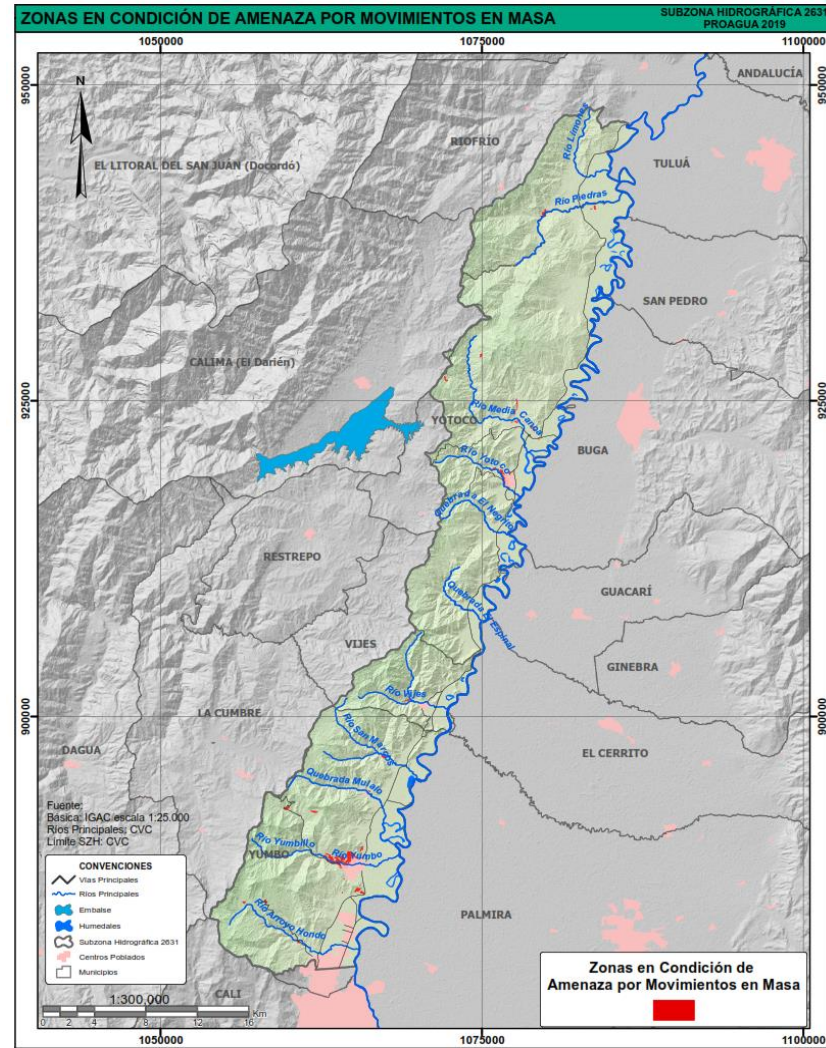 ZONAS EN CONDICIÓN DE AMENAZA POR MOVIMIENTOS EN MASA
SUBZONA HIDROGRÁFICA 2631
PROAGUA 2019
1050000
1075000
1100000
950000
950000
N
ANDALUCÍA
RIOFRÍO
Río Limones
TULUÁ
EL LITORAL DEL SAN JUAN (Docordó)
Río Piedras
SAN PEDRO
CALIMA (El Darién)
925000
925000
YOTOCO
Río Media Canoa
BUGA
Río Yotoco
Quebrada El Negrito
RESTREPO
GUACARÍ
Quebrada El Espinal
VIJES
GINEBRA
Río Vijes
LA CUMBRE
900000
900000
Río San Marcos
EL CERRITO
DAGUA
Quebrada Mulaló
Fuente:
Básica: IGAC escala 1:25.000
Ríos Principales: CVC
Límite SZH: CVC
Río Yumbillo
Río Yumbo
YUMBO
Río Arroyo Hondo
PALMIRA
CALI
CONVENCIONES
Vías Principales
Ríos Principales
Embalse
Humedales
Subzona Hidrográfica 2631
Centros Poblados
Municipios
1:300,000
0 2 4 8 12 16
Km
Zonas en Condición de
Amenaza por Movimientos en Masa
1050000
1075000
1100000